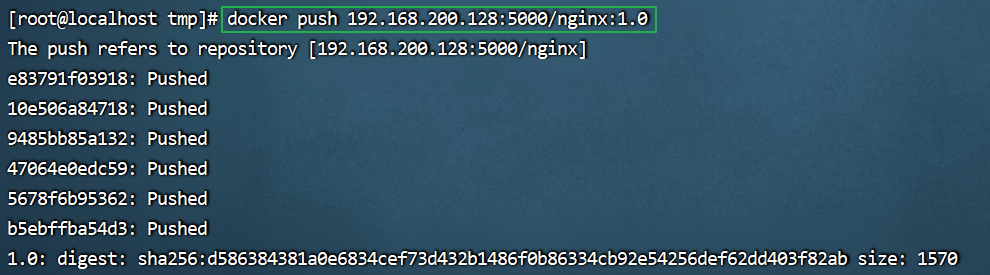 [root@localhost tmp]# docker push 192.168.200.128:5000/nginx:1.0
The push refers to repository [192.168.200.128:5000/nginx]
e83791f03918: Pushed
10e506a84718: Pushed
9485bb85a132: Pushed
47064e0edc59: Pushed
5678f6b95362: Pushed
b5ebffba54d3: Pushed
1.0: digest: sha256:d586384381a0e6834cef73d432b1486f0b86334cb92e54256def62dd403f82ab size: 1570